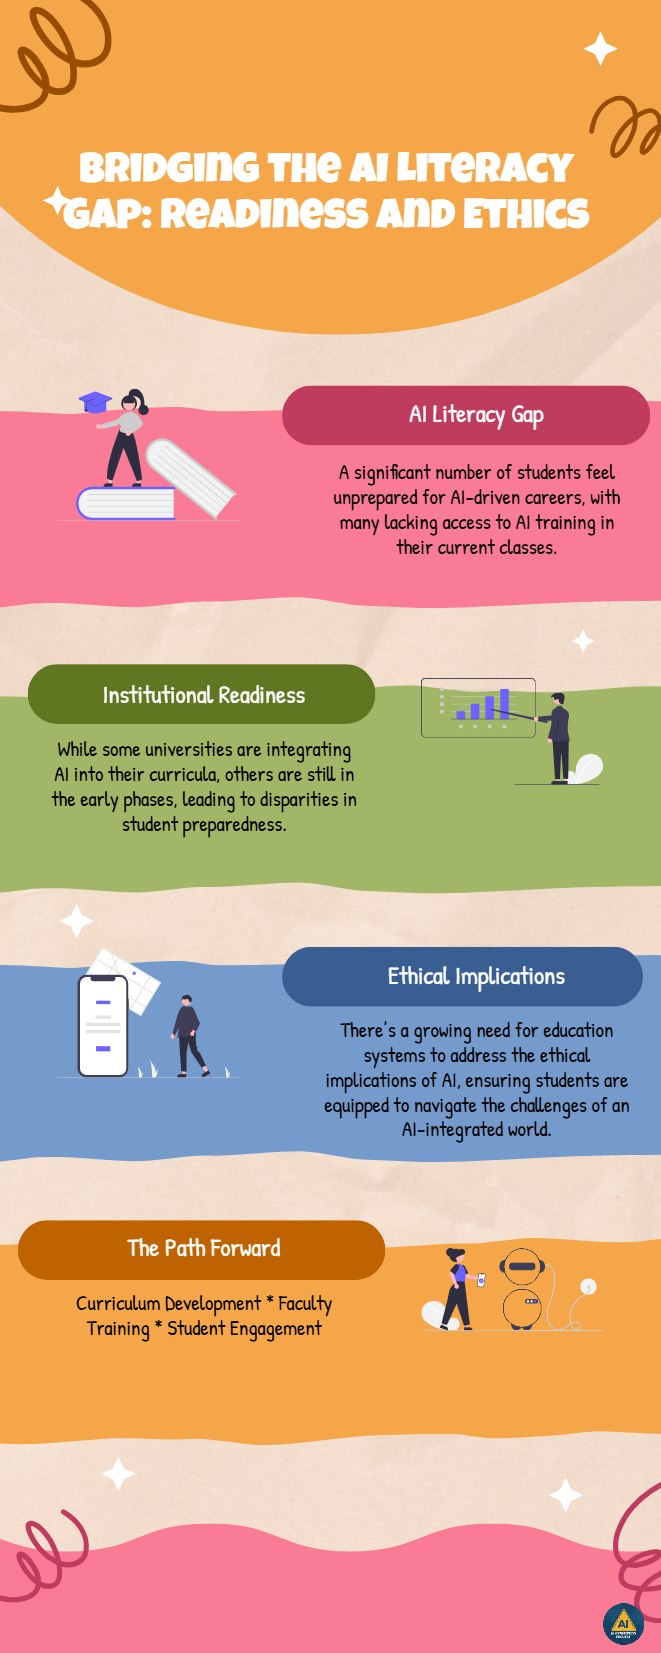 Bridging the AI Literacy
Gap: Readiness and Ethics
AI Literacy Gap
A significant number of students feel
unprepared for AI-driven careers, with
many lacking access to AI training in
their current classes.
Institutional Readiness
While some universities are integrating
AI into their curricula, others are still in
the early phases, leading to disparities in
student preparedness.
Ethical Implications
There's a growing need for education
systems to address the ethical
implications of AI, ensuring students are
equipped to navigate the challenges of an
AI-integrated world.
The Path Forward
Curriculum Development * Faculty
Training * Student Engagement
AI